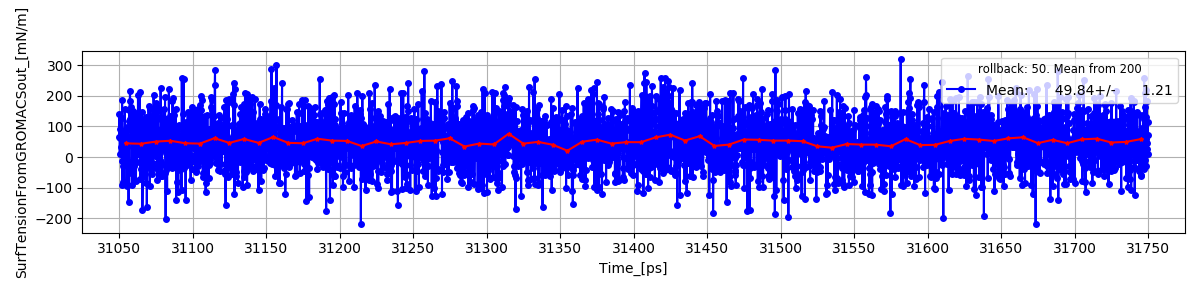 SurfTensionFromGROMACSout_[mN/m]
300
200
100
0
−100
−200
rollback: 50. Mean from 200
Mean: 49.84+/- 1.21
31050 31100 31150 31200 31250 31300 31350 31400 31450 31500 31550 31600 31650 31700 31750
Time_[ps]